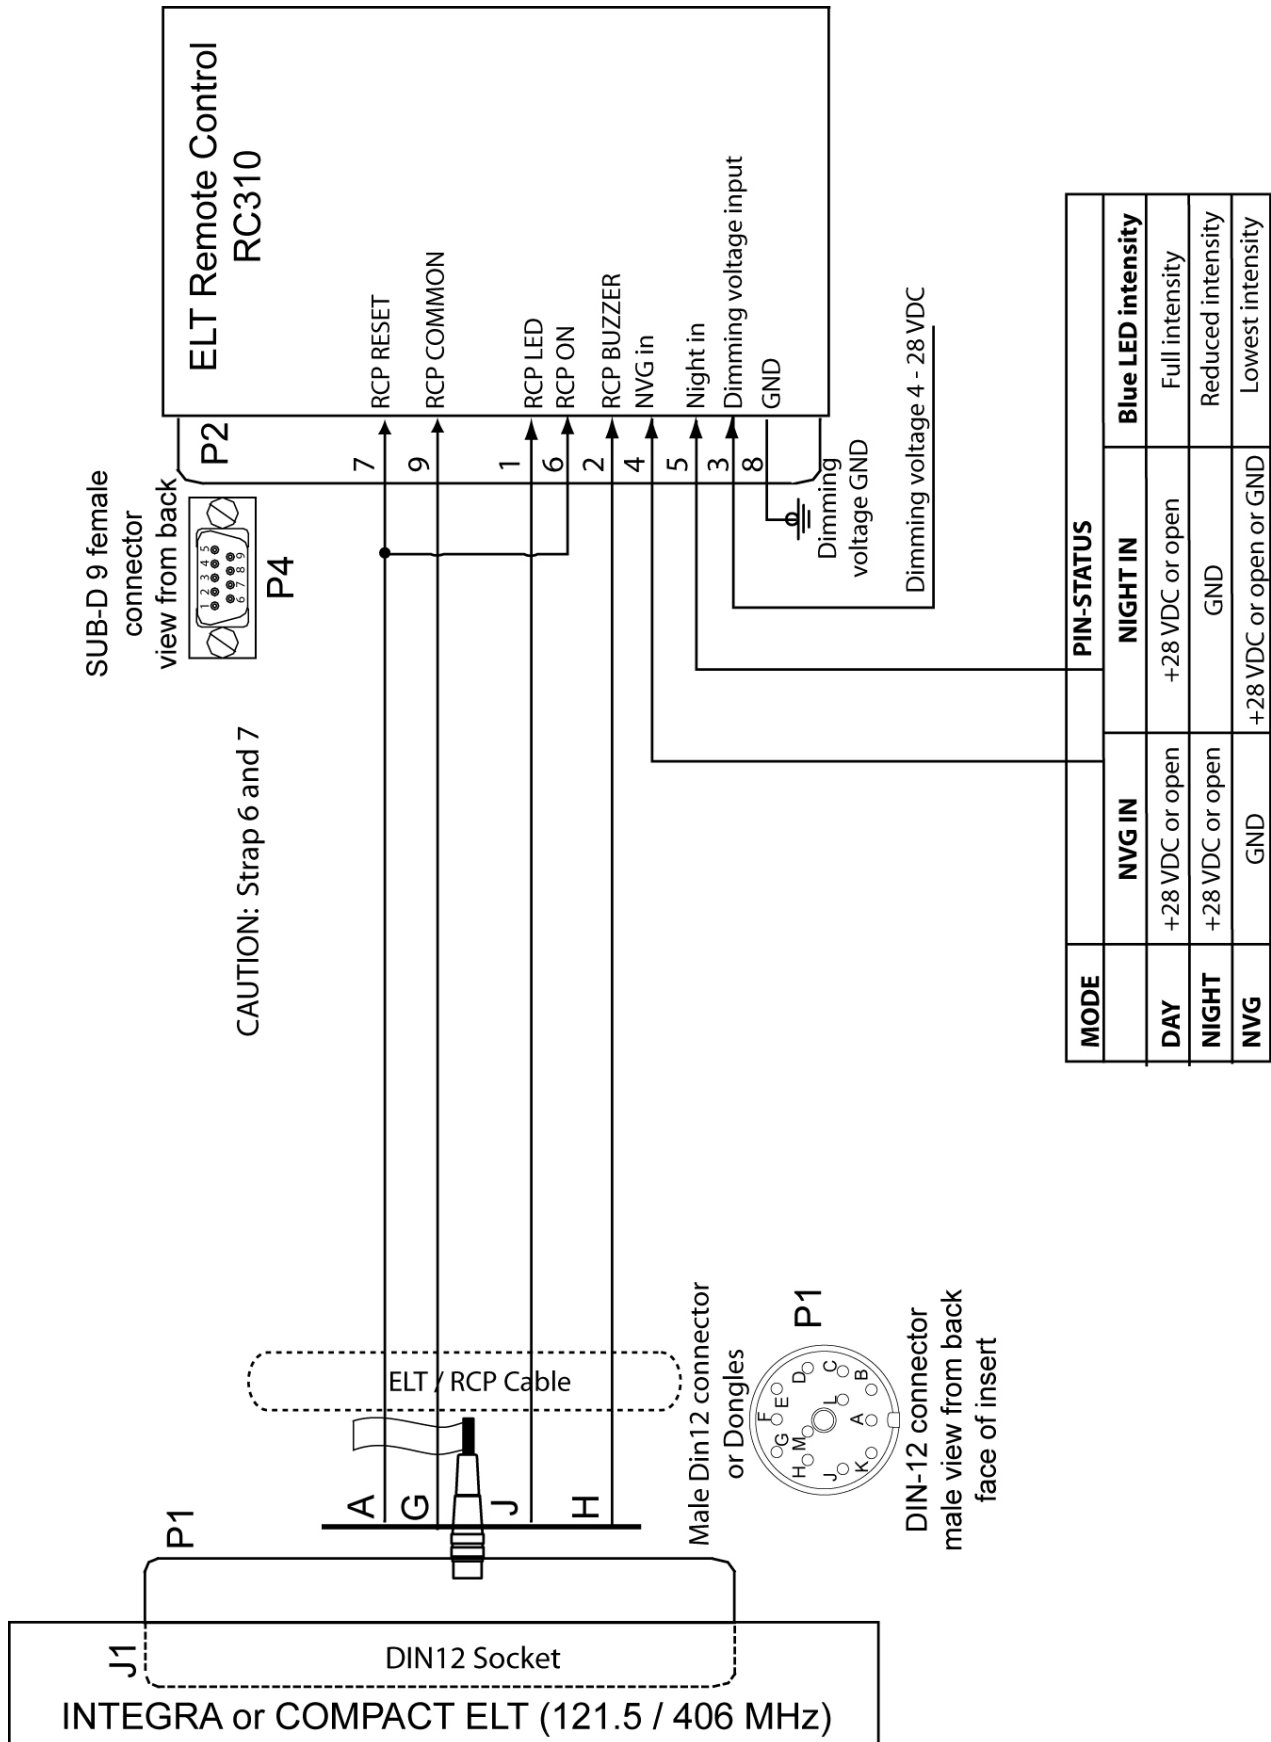 ELT Remote Control
RC310
RCP RESET
RCP COMMON
RCP LED
RCP ON
RCP BUZZER
NVG in
Night in
Dimming voltage input
GND
P2
7
9
1
6
2
4
5
3
8
Dimming
voltage GND
Dimming voltage 4 - 28 VDC
SUB-D 9 female
connector
view from back
1 2 3 4 5
6 7 8 9
P4
CAUTION: Strap 6 and 7
ELT / RCP Cable
P1
A
G
J
H
Male Din12 connector
or Dongles
P1
H G F E D
M L C
J K A B
DIN-12 connector
male view from back
face of insert
J1
DIN12 Socket
INTEGRA or COMPACT ELT (121.5 / 406 MHz)
MODE PIN-STATUS
NVG IN NIGHT IN Blue LED intensity
DAY +28 VDC or open +28 VDC or open Full intensity
NIGHT +28 VDC or open GND Reduced intensity
NVG GND +28 VDC or open or GND Lowest intensity